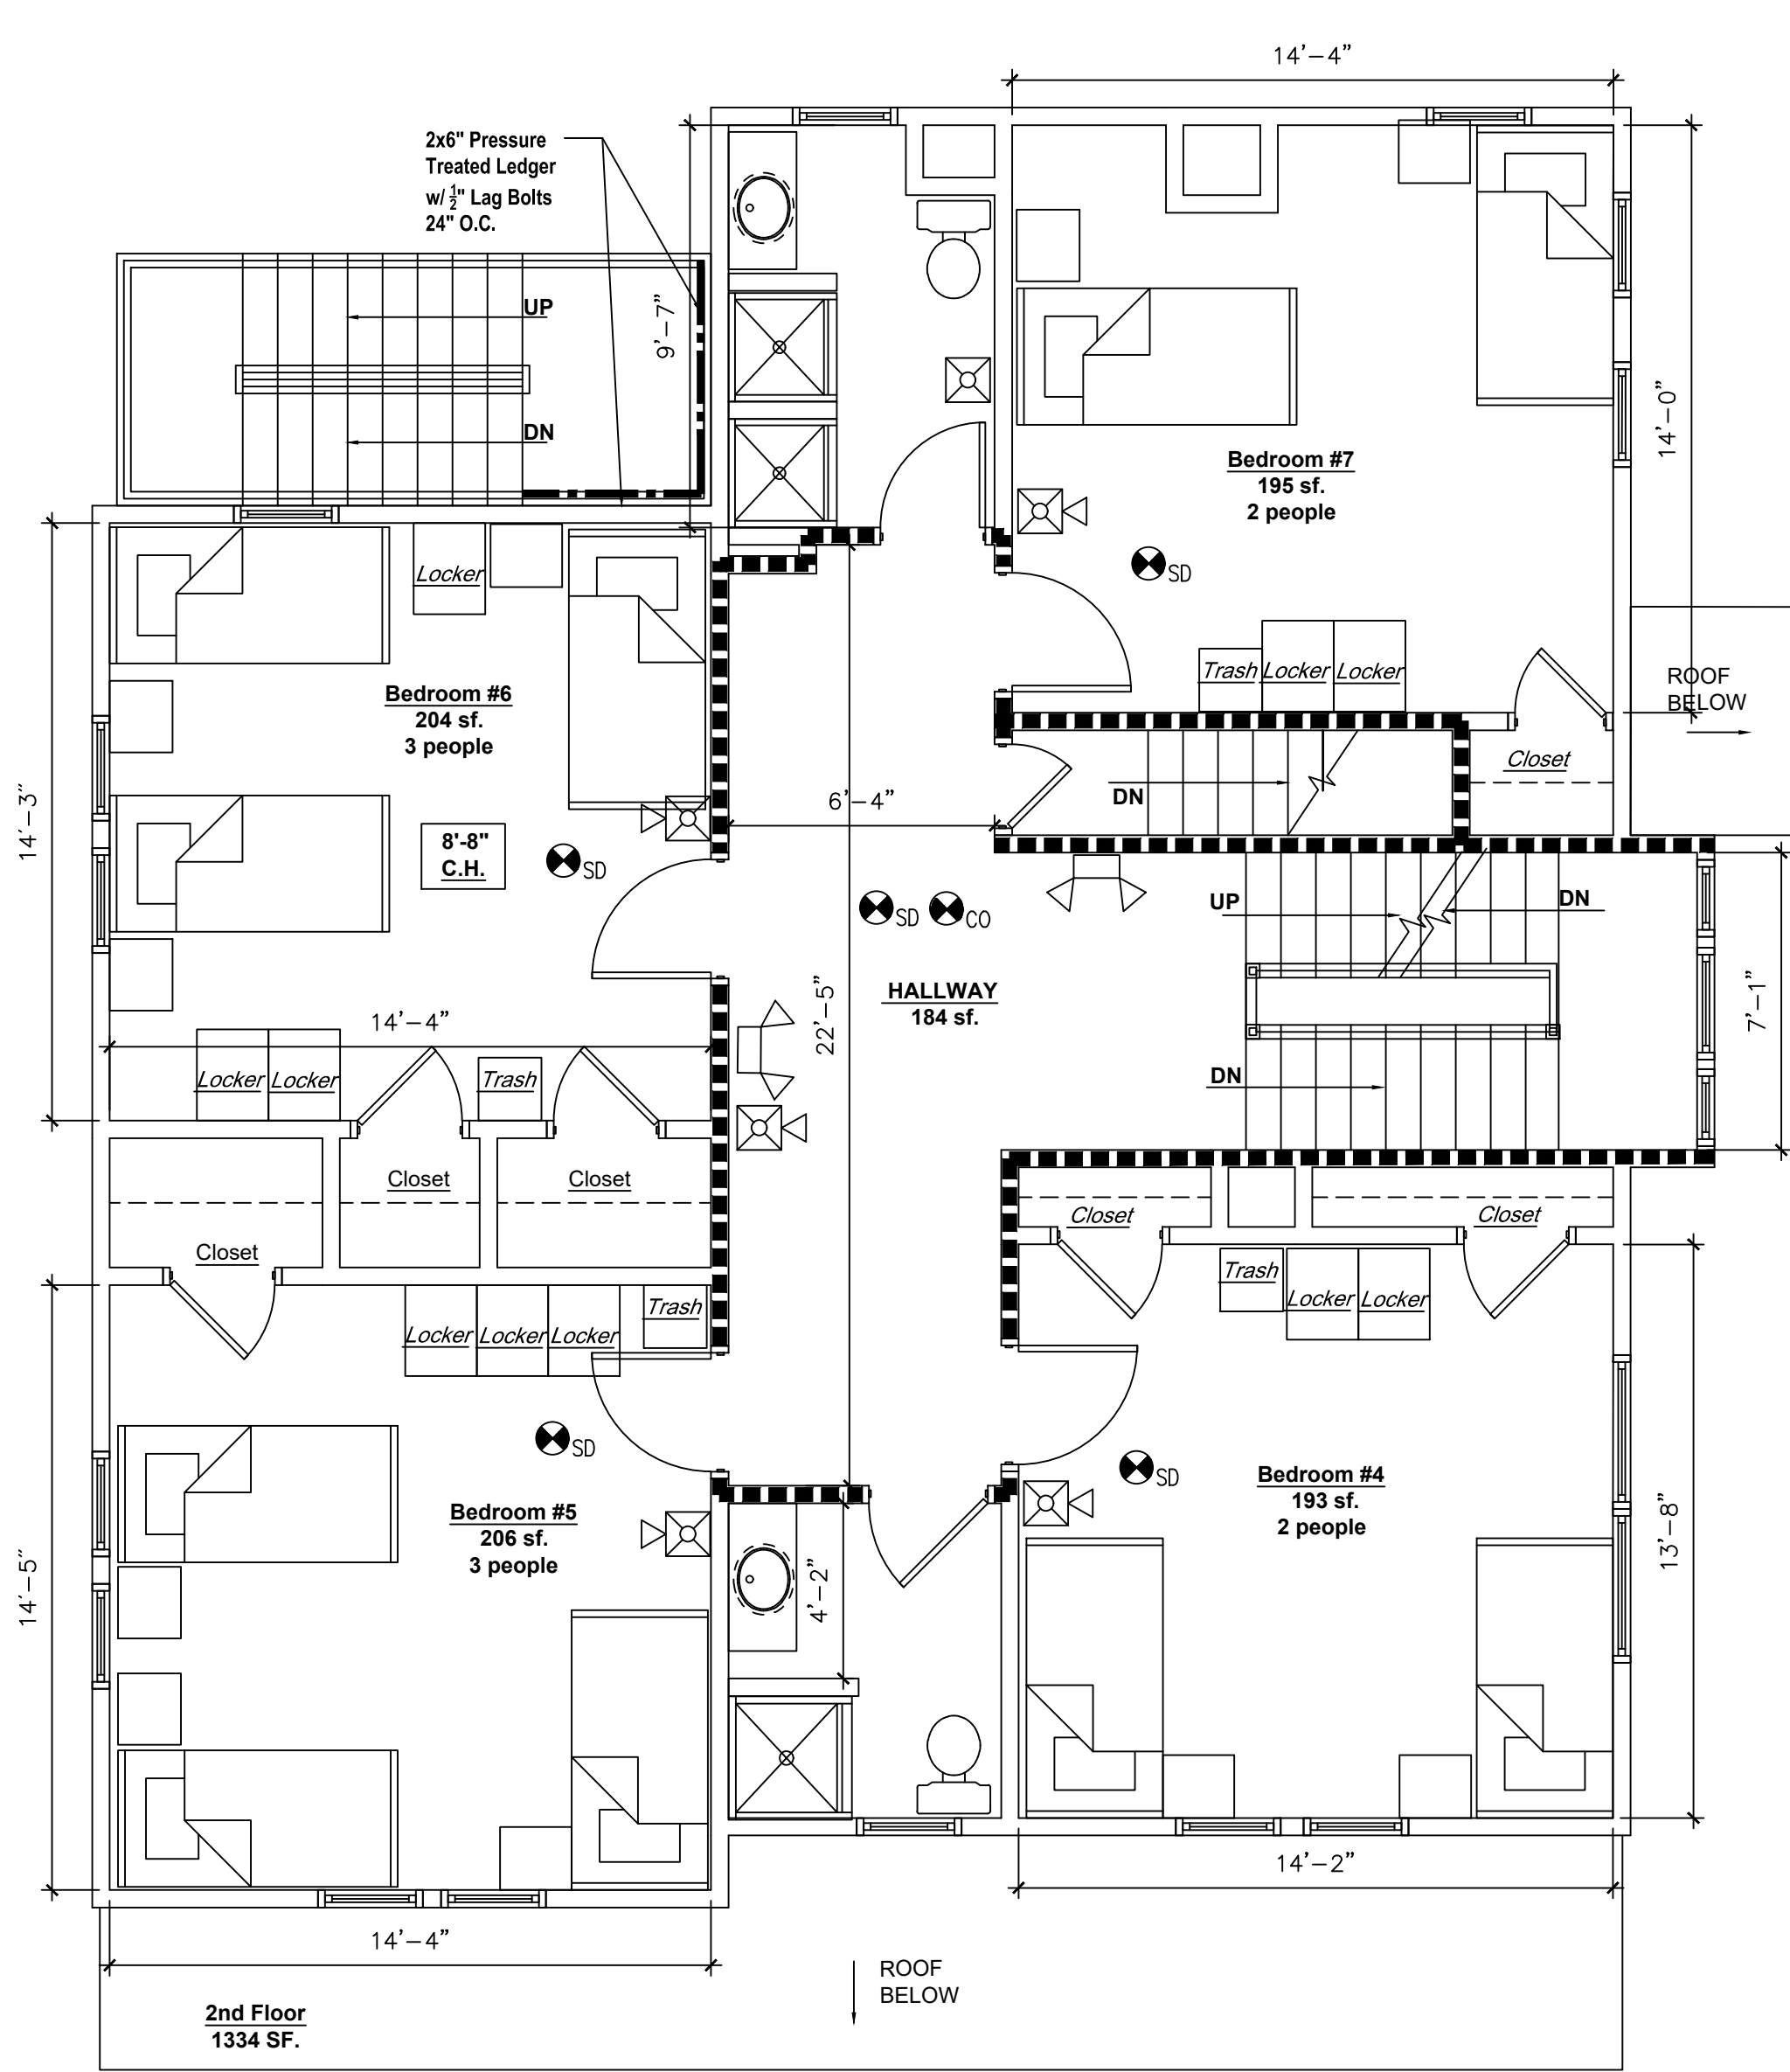 14'-4"
2x6" Pressure
Treated Ledger
w/ 1/2" Lag Bolts
24" O.C.
UP
DN
9'-7"
14'-0"
Bedroom #7
195 sf.
2 people
SD
Trash
Locker
Locker
ROOF
BELOW
Closet
DN
Locker
Bedroom #6
204 sf.
3 people
14'-3"
8'-8"
C.H.
SD
6'-4"
SD
CO
UP
DN
HALLWAY
184 sf.
22'-5"
7'-1"
DN
14'-4"
Locker
Locker
Trash
Closet
Closet
Closet
Closet
Closet
Trash
Locker
Locker
Locker
Locker
Locker
Trash
SD
Bedroom #5
206 sf.
3 people
14'-5"
SD
Bedroom #4
193 sf.
2 people
13'-8"
4'-2"
14'-2"
14'-4"
ROOF
BELOW
2nd Floor
1334 SF.